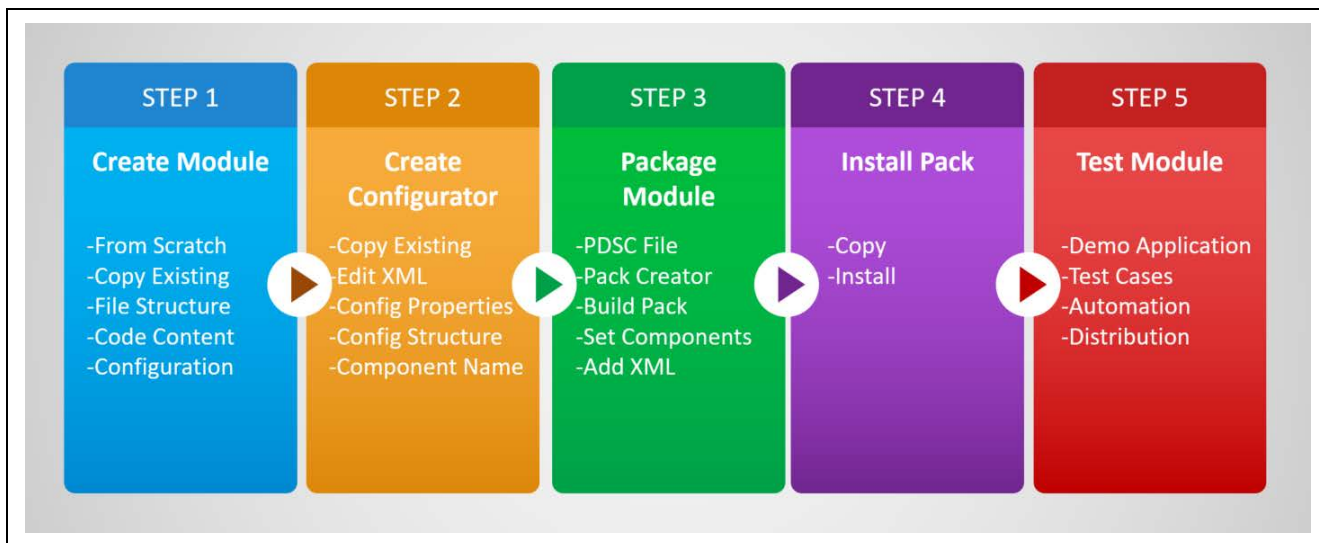 STEP 1
Create Module
-From Scratch
-Copy Existing
-File Structure
-Code Content
-Configuration
STEP 2
Create
Configurator
-Copy Existing
-Edit XML
-Config Properties
-Config Structure
-Component Name
STEP 3
Package
Module
-PDSC File
-Pack Creator
-Build Pack
-Set Components
-Add XML
STEP 4
Install Pack
-Copy
-Install
STEP 5
Test Module
-Demo Application
-Test Cases
-Automation
-Distribution